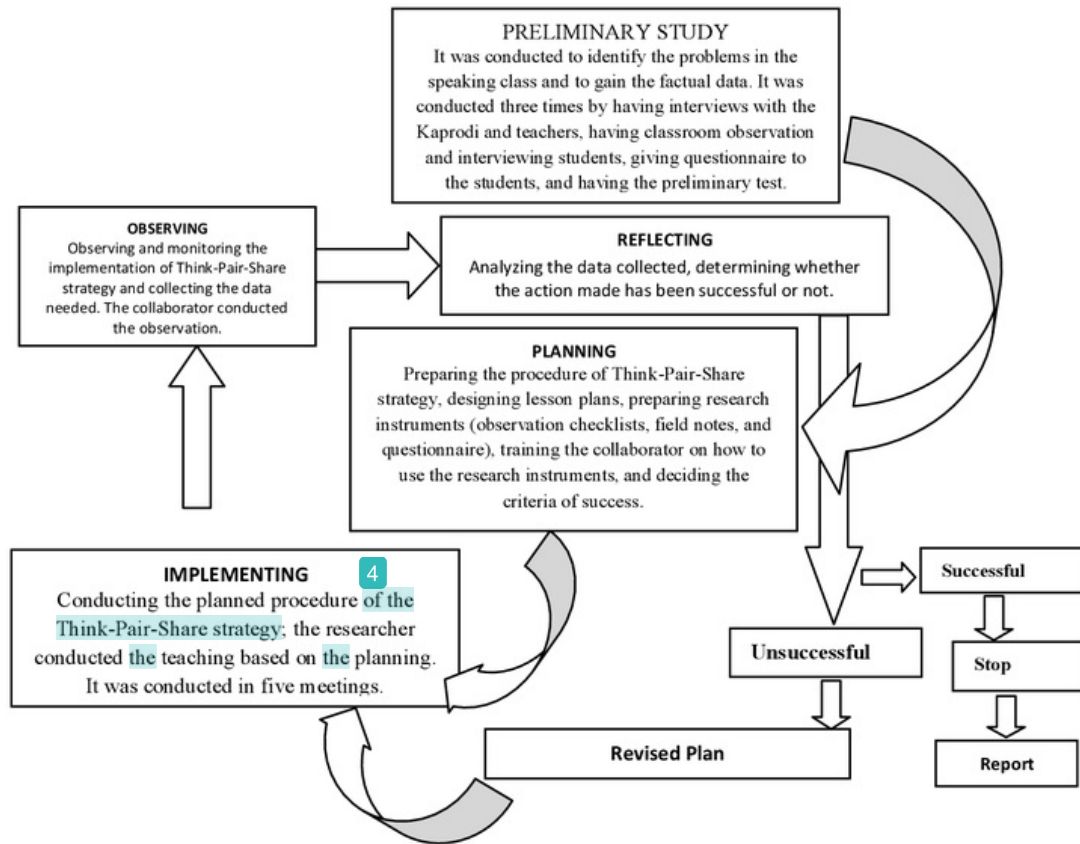 PRELIMINARY STUDY
It was conducted to identify the problems in the
speaking class and to gain the factual data. It was
conducted three times by having interviews with the
Kaprodi and teachers, having classroom observation
and interviewing students, giving questionnaire to
the students, and having the preliminary test.
OBSERVING
Observing and monitoring the
implementation of Think-Pair-Share
strategy and collecting the data
needed. The collaborator conducted
the observation.
REFLECTING
Analyzing the data collected, determining whether
the action made has been successful or not.
PLANNING
Preparing the procedure of Think-Pair-Share
strategy, designing lesson plans, preparing research
instruments (observation checklists, field notes, and
questionnaire), training the collaborator on how to
use the research instruments, and deciding the
criteria of success.
IMPLEMENTING
4
Conducting the planned procedure of the
Think-Pair-Share strategy; the researcher
conducted the teaching based on the planning.
It was conducted in five meetings.
Successful
Unsuccessful
Stop
Revised Plan
Report